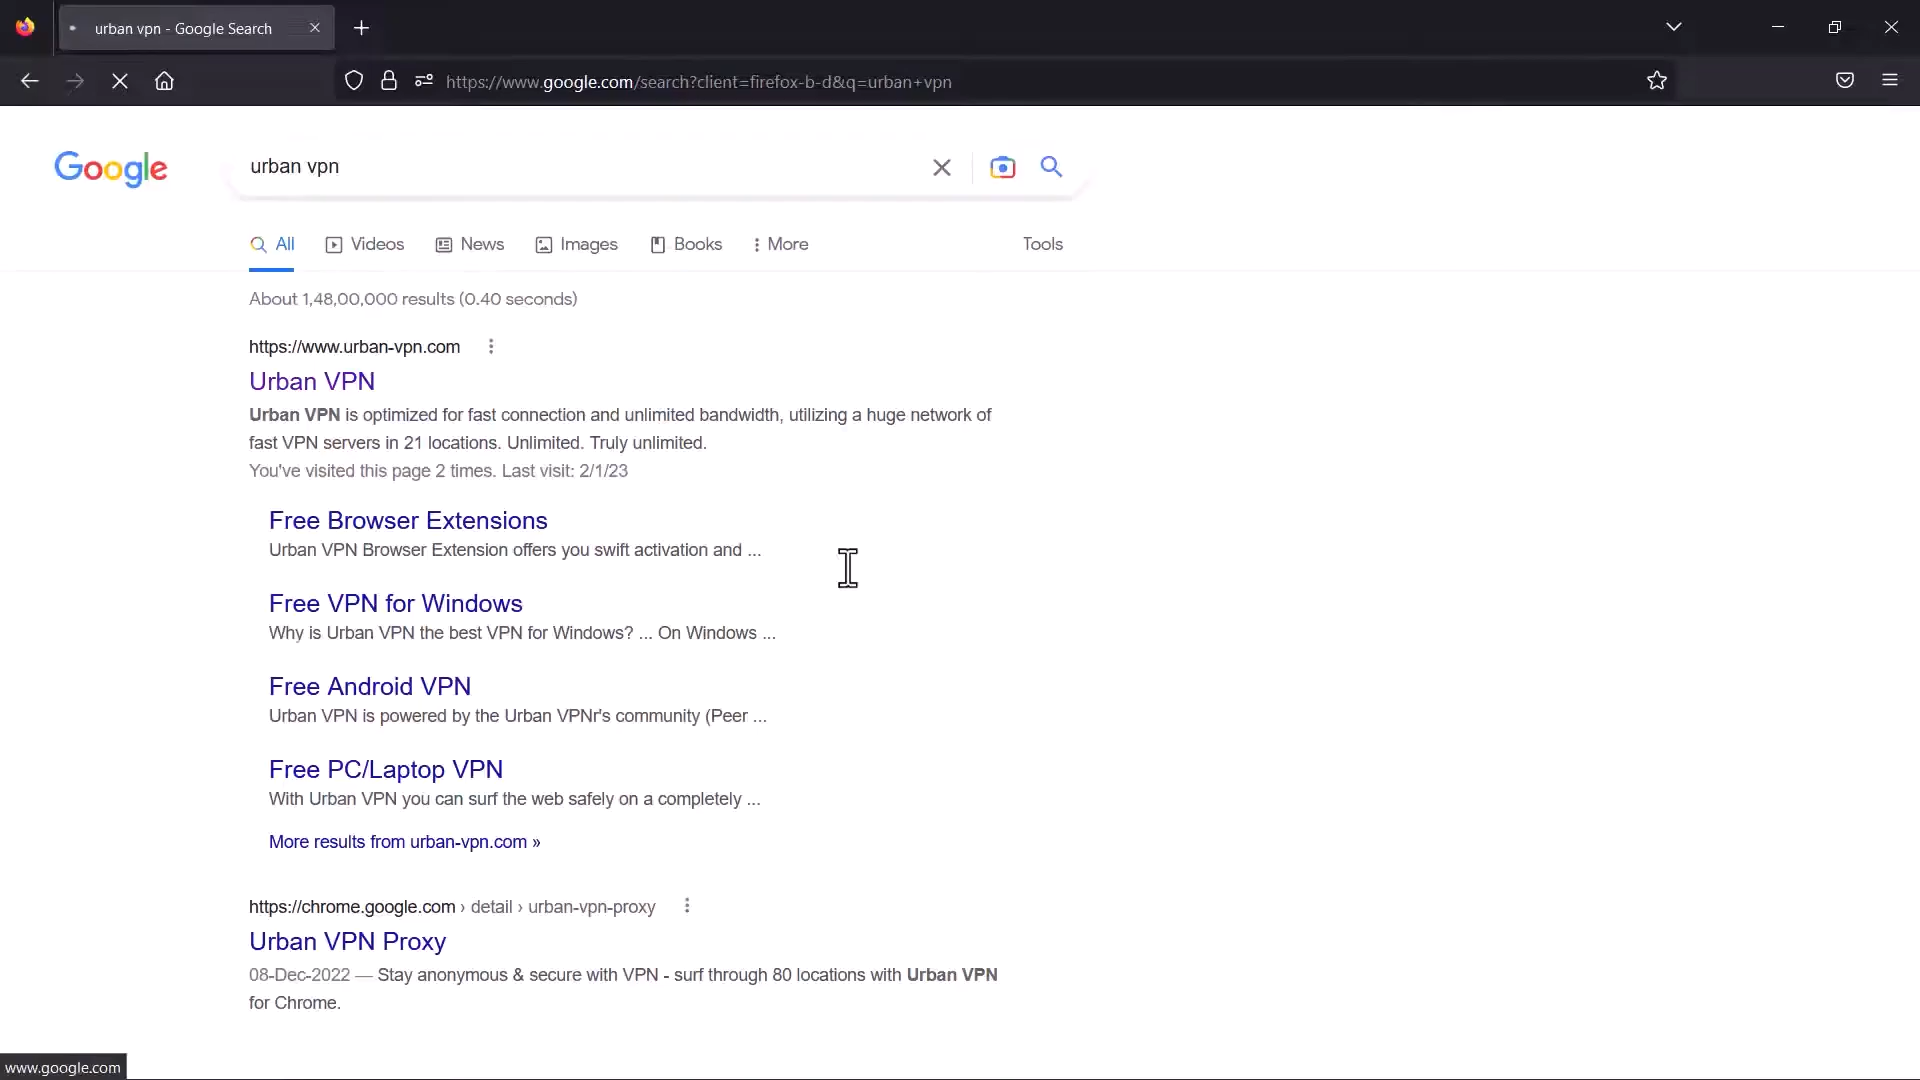 urban vpn - Google Search
https://www.google.com/search?client=firefox-b-d&q=urban+vpn
Google
urban vpn
All
Videos
News
Images
Books
More
Tools
About 1,48,00,000 results (0.40 seconds)
https://www.urban-vpn.com
Urban VPN
Urban VPN is optimized for fast connection and unlimited bandwidth, utilizing a huge network of
fast VPN servers in 21 locations. Unlimited. Truly unlimited.
You've visited this page 2 times. Last visit: 2/1/23
Free Browser Extensions
Urban VPN Browser Extension offers you swift activation and ...
Free VPN for Windows
Why is Urban VPN the best VPN for Windows? ... On Windows ...
Free Android VPN
Urban VPN is powered by the Urban VPNr's community (Peer ...
Free PC/Laptop VPN
With Urban VPN you can surf the web safely on a completely ...
More results from urban-vpn.com »
https://chrome.google.com › detail › urban-vpn-proxy
Urban VPN Proxy
08-Dec-2022 — Stay anonymous & secure with VPN - surf through 80 locations with Urban VPN
for Chrome.
www.google.com